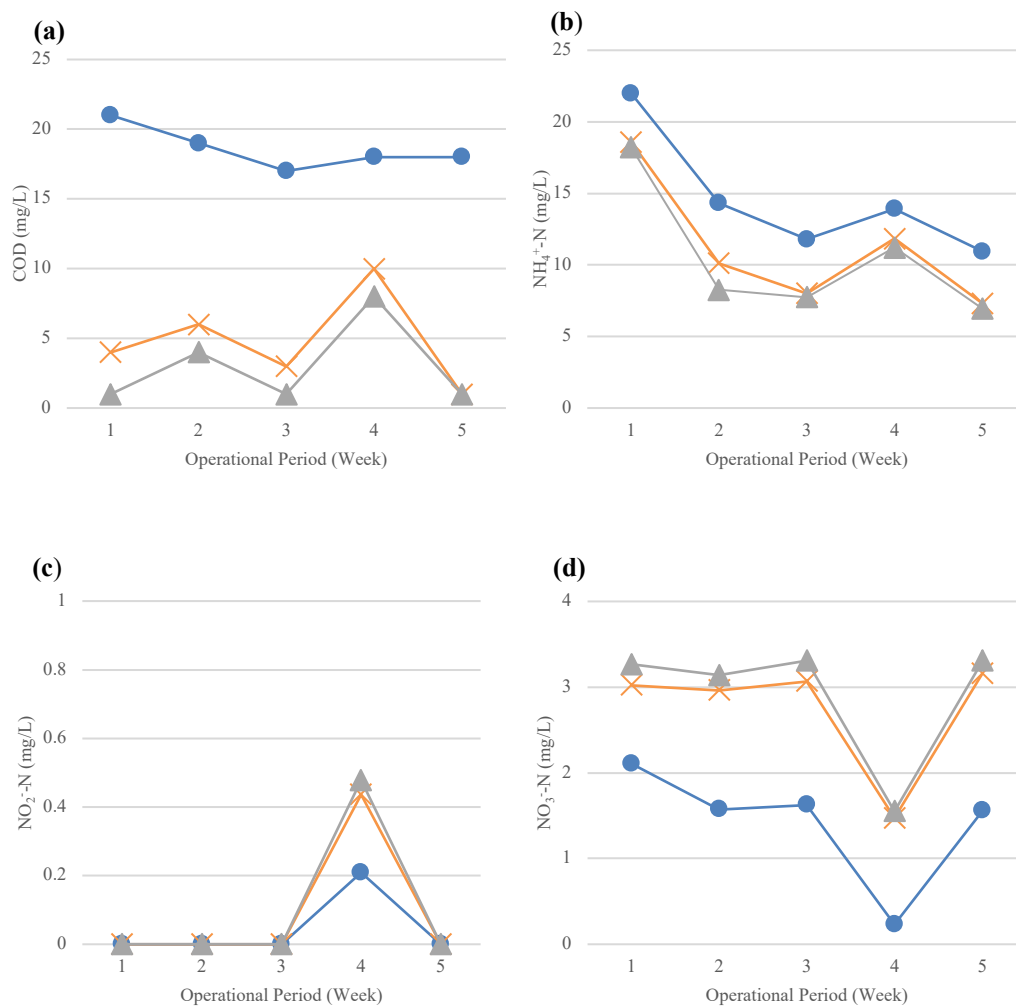 (a)
25
20
15
10
5
0
COD (mg/L)
1 2 3 4 5
Operational Period (Week)
(b)
25
20
15
10
5
0
NH₄⁺-N (mg/L)
1 2 3 4 5
Operational Period (Week)
(c)
1
0.8
0.6
0.4
0.2
0
NO₂⁻-N (mg/L)
1 2 3 4 5
Operational Period (Week)
(d)
4
3
2
1
0
NO₃⁻-N (mg/L)
1 2 3 4 5
Operational Period (Week)